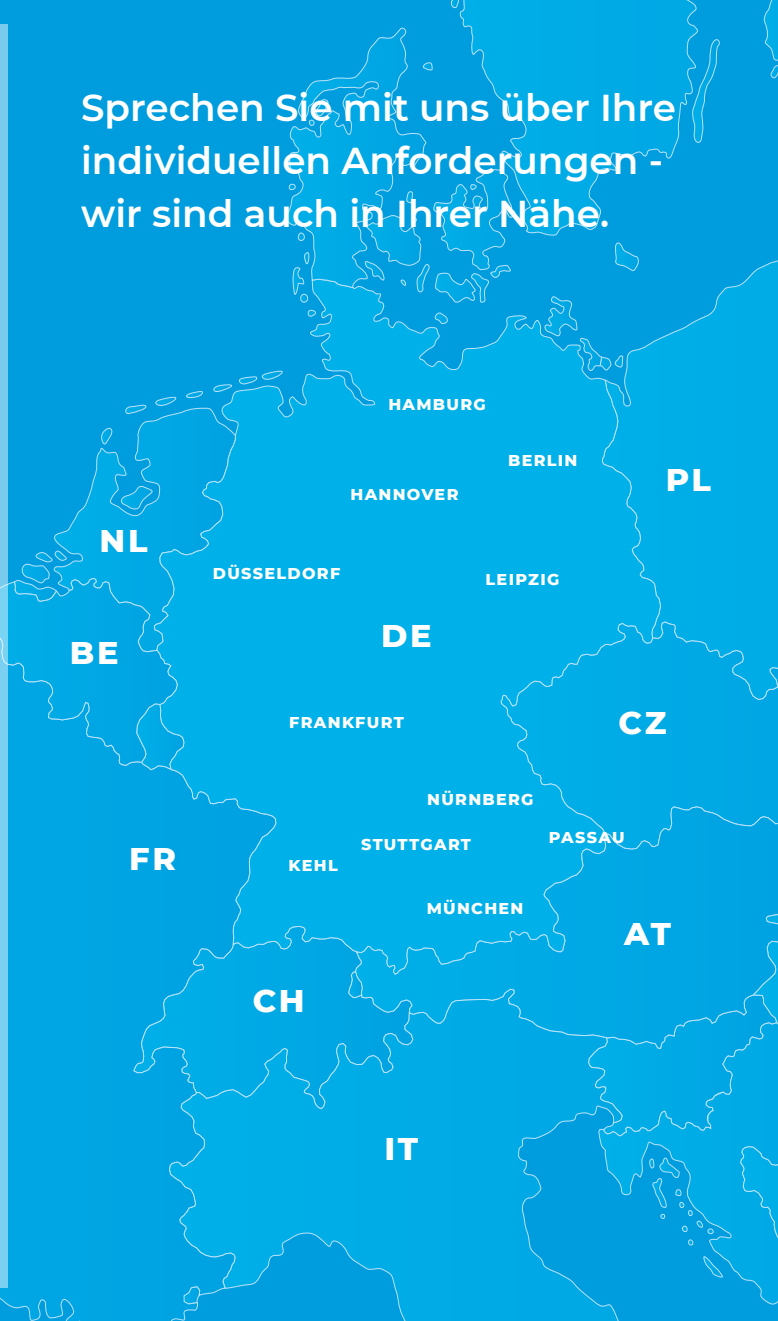 Sprechen Sie mit uns über Ihre
individuellen Anforderungen -
wir sind auch in Ihrer Nähe.
HAMBURG
BERLIN
PL
HANNOVER
NL
DÜSSELDORF
LEIPZIG
DE
BE
FRANKFURT
CZ
NÜRNBERG
PASSAU
STUTTGART
FR
KEHL
MÜNCHEN
AT
CH
IT